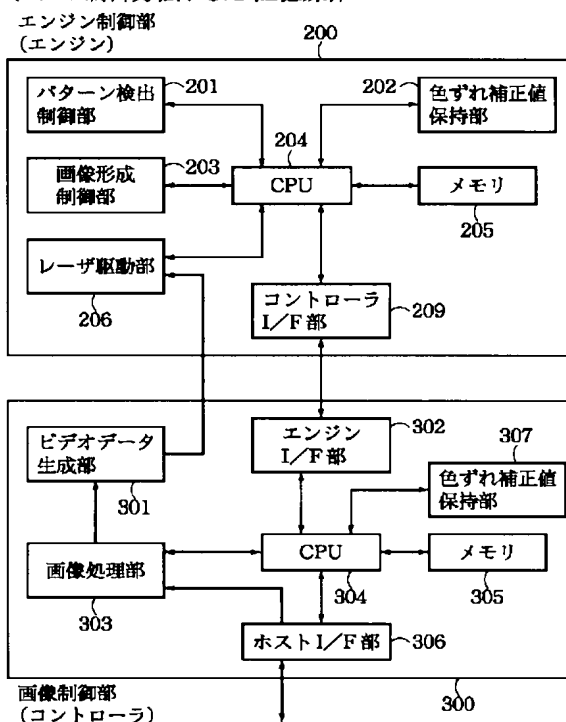 エンジン制御部
(エンジン)
200
パターン検出
制御部
201
202
色ずれ補正値
保持部
画像形成
制御部
203
204
CPU
メモリ
205
レーザ駆動部
206
コントローラ
I/F部
209
ビデオデータ
生成部
301
エンジン
I/F部
302
307
色ずれ補正値
保持部
画像処理部
303
CPU
304
メモリ
305
ホストI/F部
306
画像制御部
(コントローラ)
300